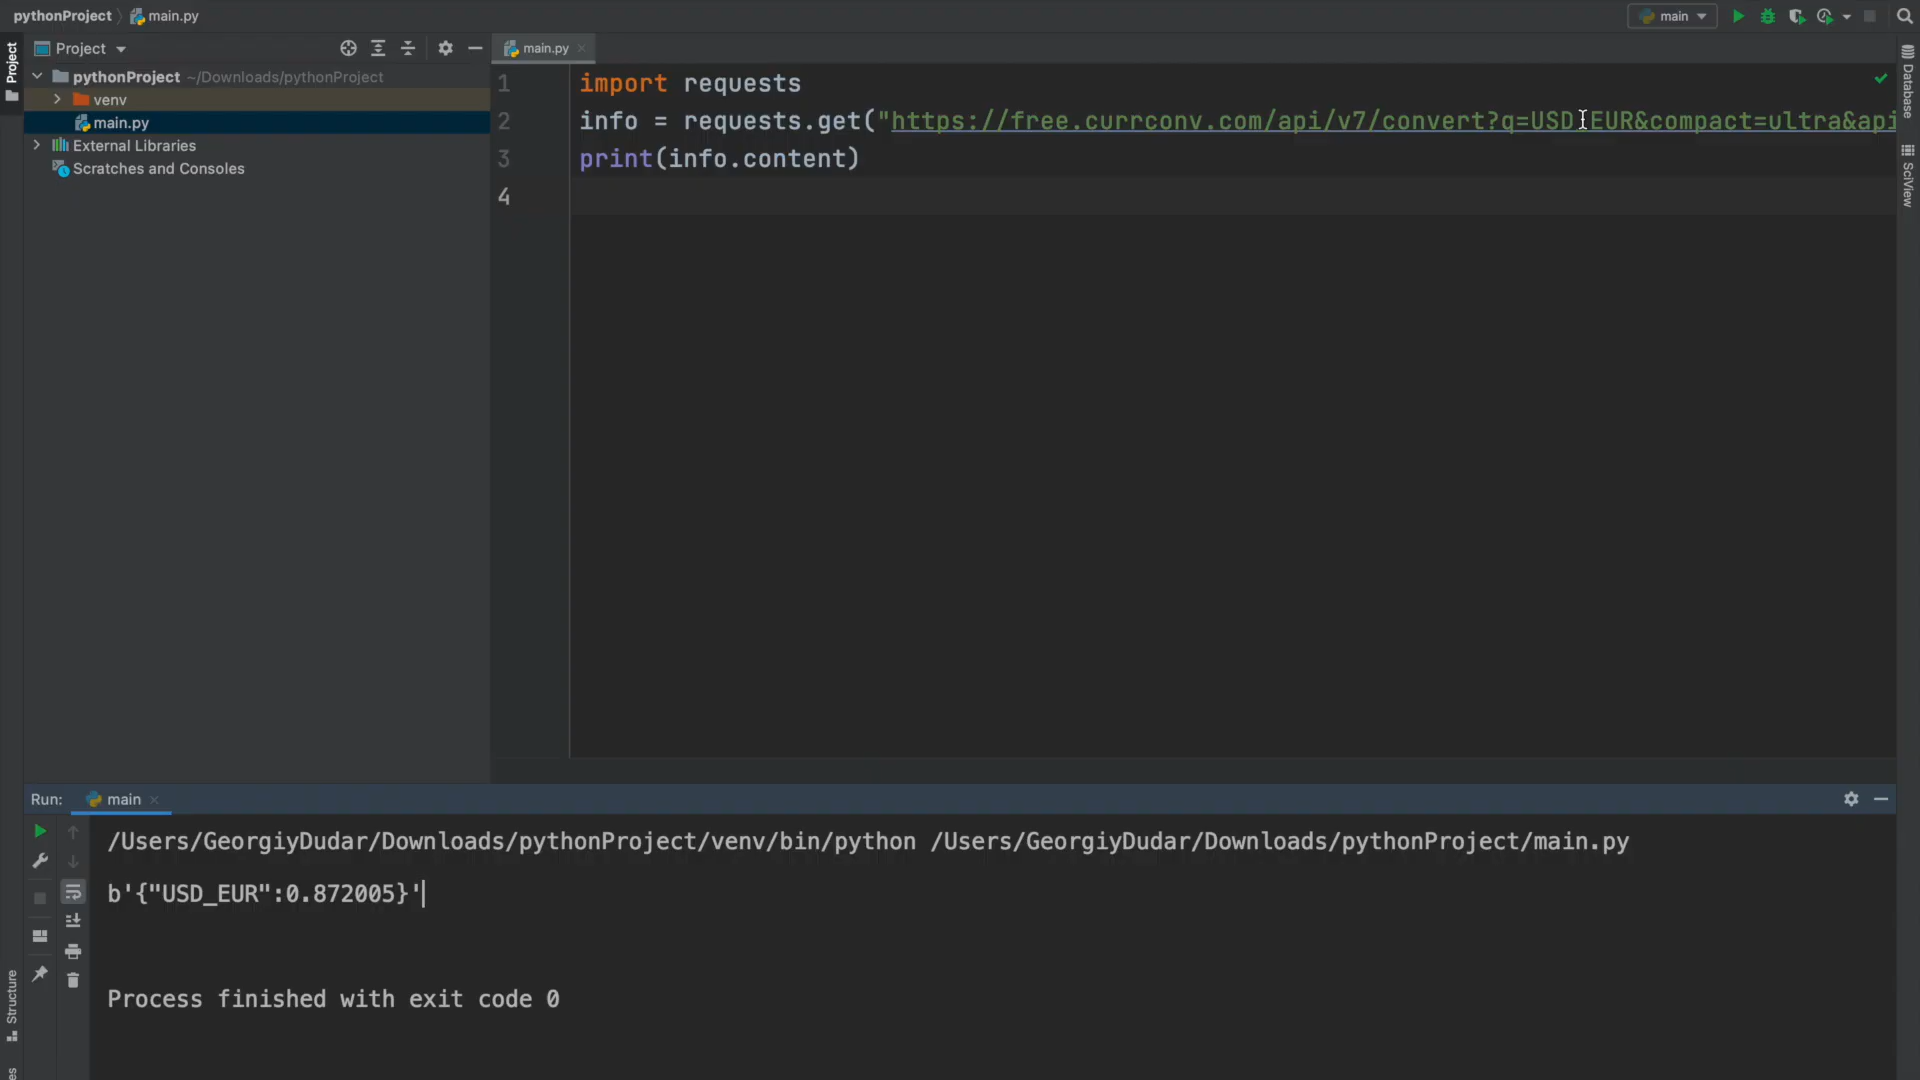 pythonProject main.py
main
Project
main.py
Project
pythonProject ~/Downloads/pythonProject
venv
main.py
External Libraries
Scratches and Consoles
1 import requests
2 info = requests.get("https://free.currconv.com/api/v7/convert?q=USD_EUR&compact=ultra&api
3 print(info.content)
4
Database
SciView
Run: main
/Users/GeorgiyDudar/Downloads/pythonProject/venv/bin/python /Users/GeorgiyDudar/Downloads/pythonProject/main.py
b'{"USD_EUR":0.872005}'
Process finished with exit code 0
Structure